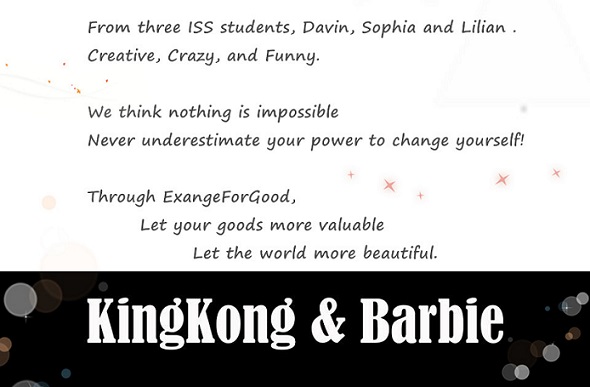 From three ISS students, Davin, Sophia and Lilian .
Creative, Crazy, and Funny.
We think nothing is impossible
Never underestimate your power to change yourself!
Through ExangeForGood,
Let your goods more valuable
Let the world more beautiful.
KingKong & Barbie